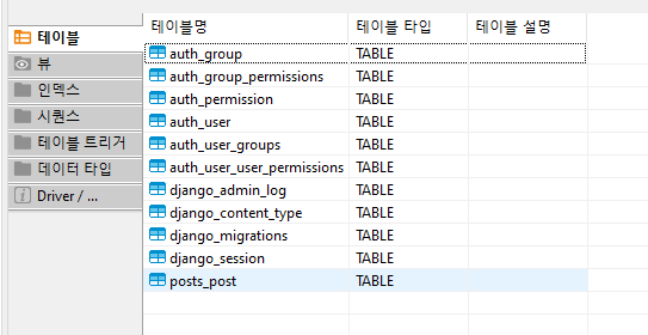 테이블명 테이블 타입 테이블 설명
테이블
뷰
인덱스
시퀀스
테이블 트리거
데이터 타입
Driver / ...
auth_group TABLE
auth_group_permissions TABLE
auth_permission TABLE
auth_user TABLE
auth_user_groups TABLE
auth_user_user_permissions TABLE
django_admin_log TABLE
django_content_type TABLE
django_migrations TABLE
django_session TABLE
posts_post TABLE